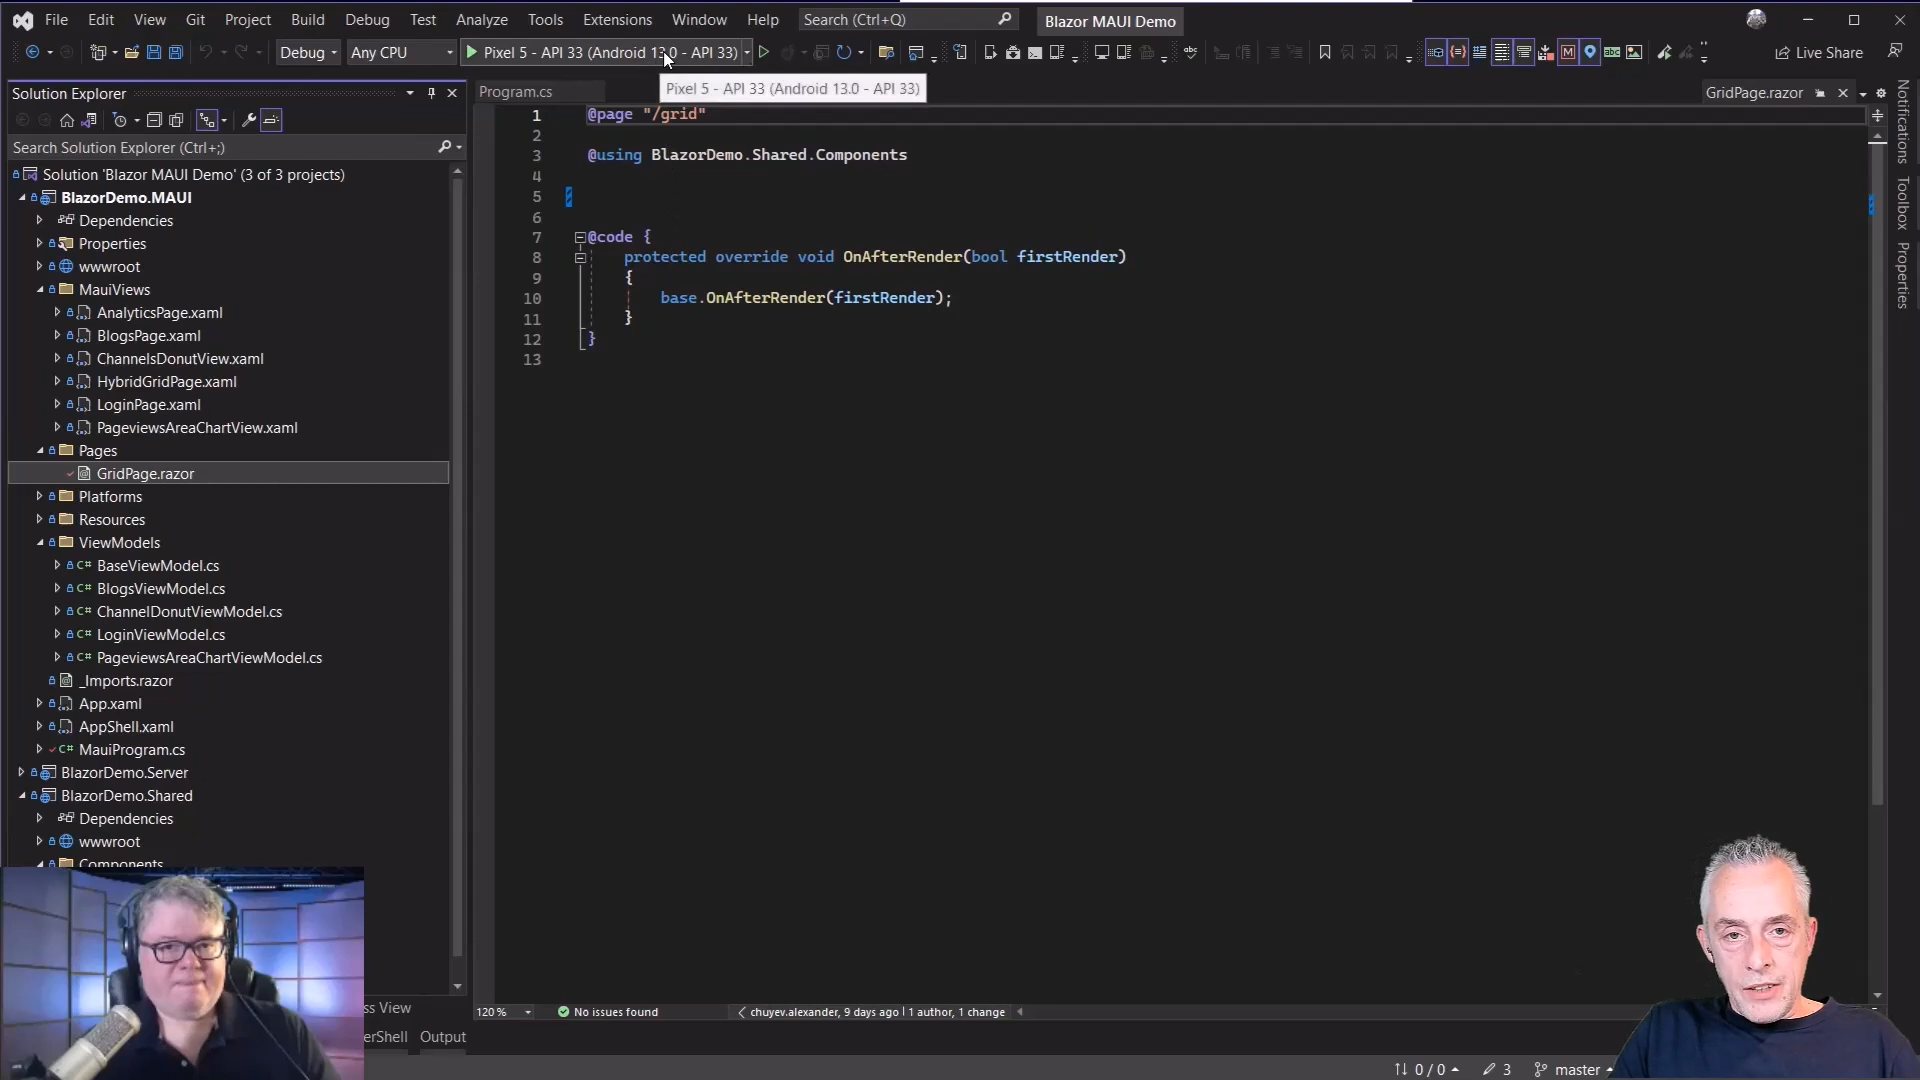 File Edit View Git Project Build Debug Test Analyze Tools Extensions Window Help Search (Ctrl+Q) Blazor MAUI Demo
Debug Any CPU Pixel 5 - API 33 (Android 13.0 - API 33) Live Share
Solution Explorer
Program.cs
Pixel 5 - API 33 (Android 13.0 - API 33)
GridPage.razor
Search Solution Explorer (Ctrl+;)
Solution 'Blazor MAUI Demo' (3 of 3 projects)
BlazorDemo.MAUI
Dependencies
Properties
wwwroot
MauiViews
AnalyticsPage.xaml
BlogsPage.xaml
ChannelsDonutView.xaml
HybridGridPage.xaml
LoginPage.xaml
PageviewsAreaChartView.xaml
Pages
GridPage.razor
Platforms
Resources
ViewModels
BaseViewModel.cs
BlogsViewModel.cs
ChannelDonutViewModel.cs
LoginViewModel.cs
PageviewsAreaChartViewModel.cs
_Imports.razor
App.xaml
AppShell.xaml
MauiProgram.cs
BlazorDemo.Server
BlazorDemo.Shared
Dependencies
wwwroot
Components
ss View
erShell Output
1 @page "/grid"
2
3 @using BlazorDemo.Shared.Components
4
5
6
7 @code {
8 protected override void OnAfterRender(bool firstRender)
9 {
10 base.OnAfterRender(firstRender);
11 }
12 }
13
Notifications
Toolbox
Properties
120 % No issues found chuyev.alexander, 9 days ago | 1 author, 1 change
0 / 0 3 master